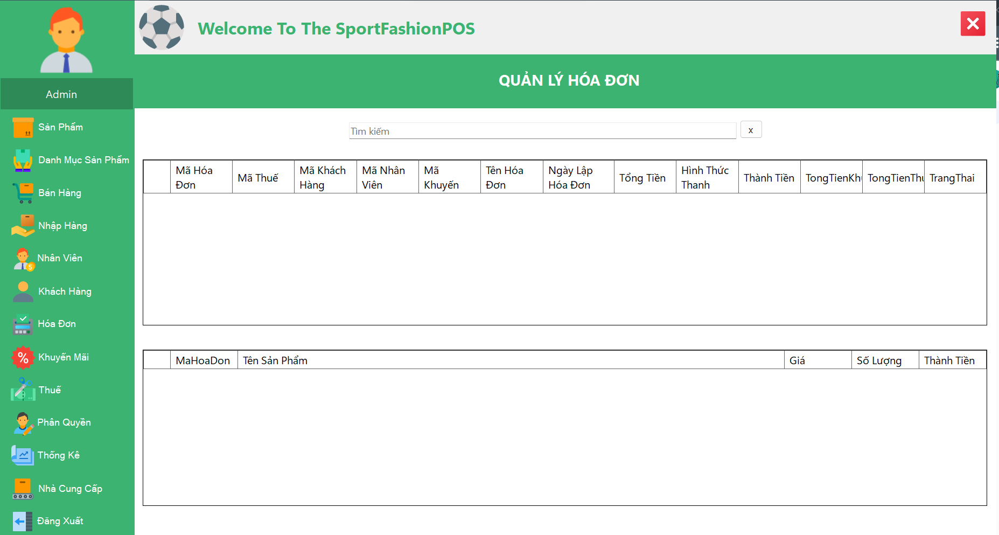 Welcome To The SportFashionPOS
QUẢN LÝ HÓA ĐƠN
Admin
Sản Phẩm
Danh Mục Sản Phẩm
Bán Hàng
Nhập Hàng
Nhân Viên
5
Khách Hàng
Hóa Đơn
%
Khuyến Mãi
Thuế
Phân Quyền
Thống Kê
Nhà Cung Cấp
Đăng Xuất
Tìm kiếm
x
Mã Hóa
Đơn
Mã Thuế
Mã Khách
Hàng
Mã Nhân
Viên
Mã
Khuyến
Tên Hóa
Đơn
Ngày Lập
Hóa Đơn
Tổng Tiền
Hình Thức
Thanh
Thành Tiền
TongTienKh
TongTienThu
TrangThai
MaHoaDon
Tên Sản Phẩm
Giá
Số Lượng
Thành Tiền